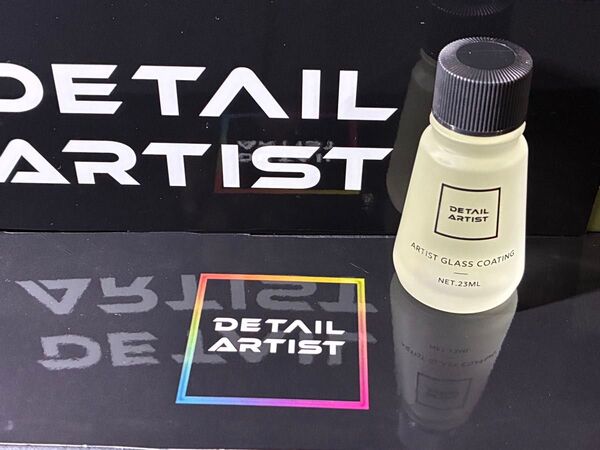 DETAIL
ARTIST
DETAIL
ARTIST
ARTIST GLASS COATING
NET.23ML
DETAIL
ARTIST